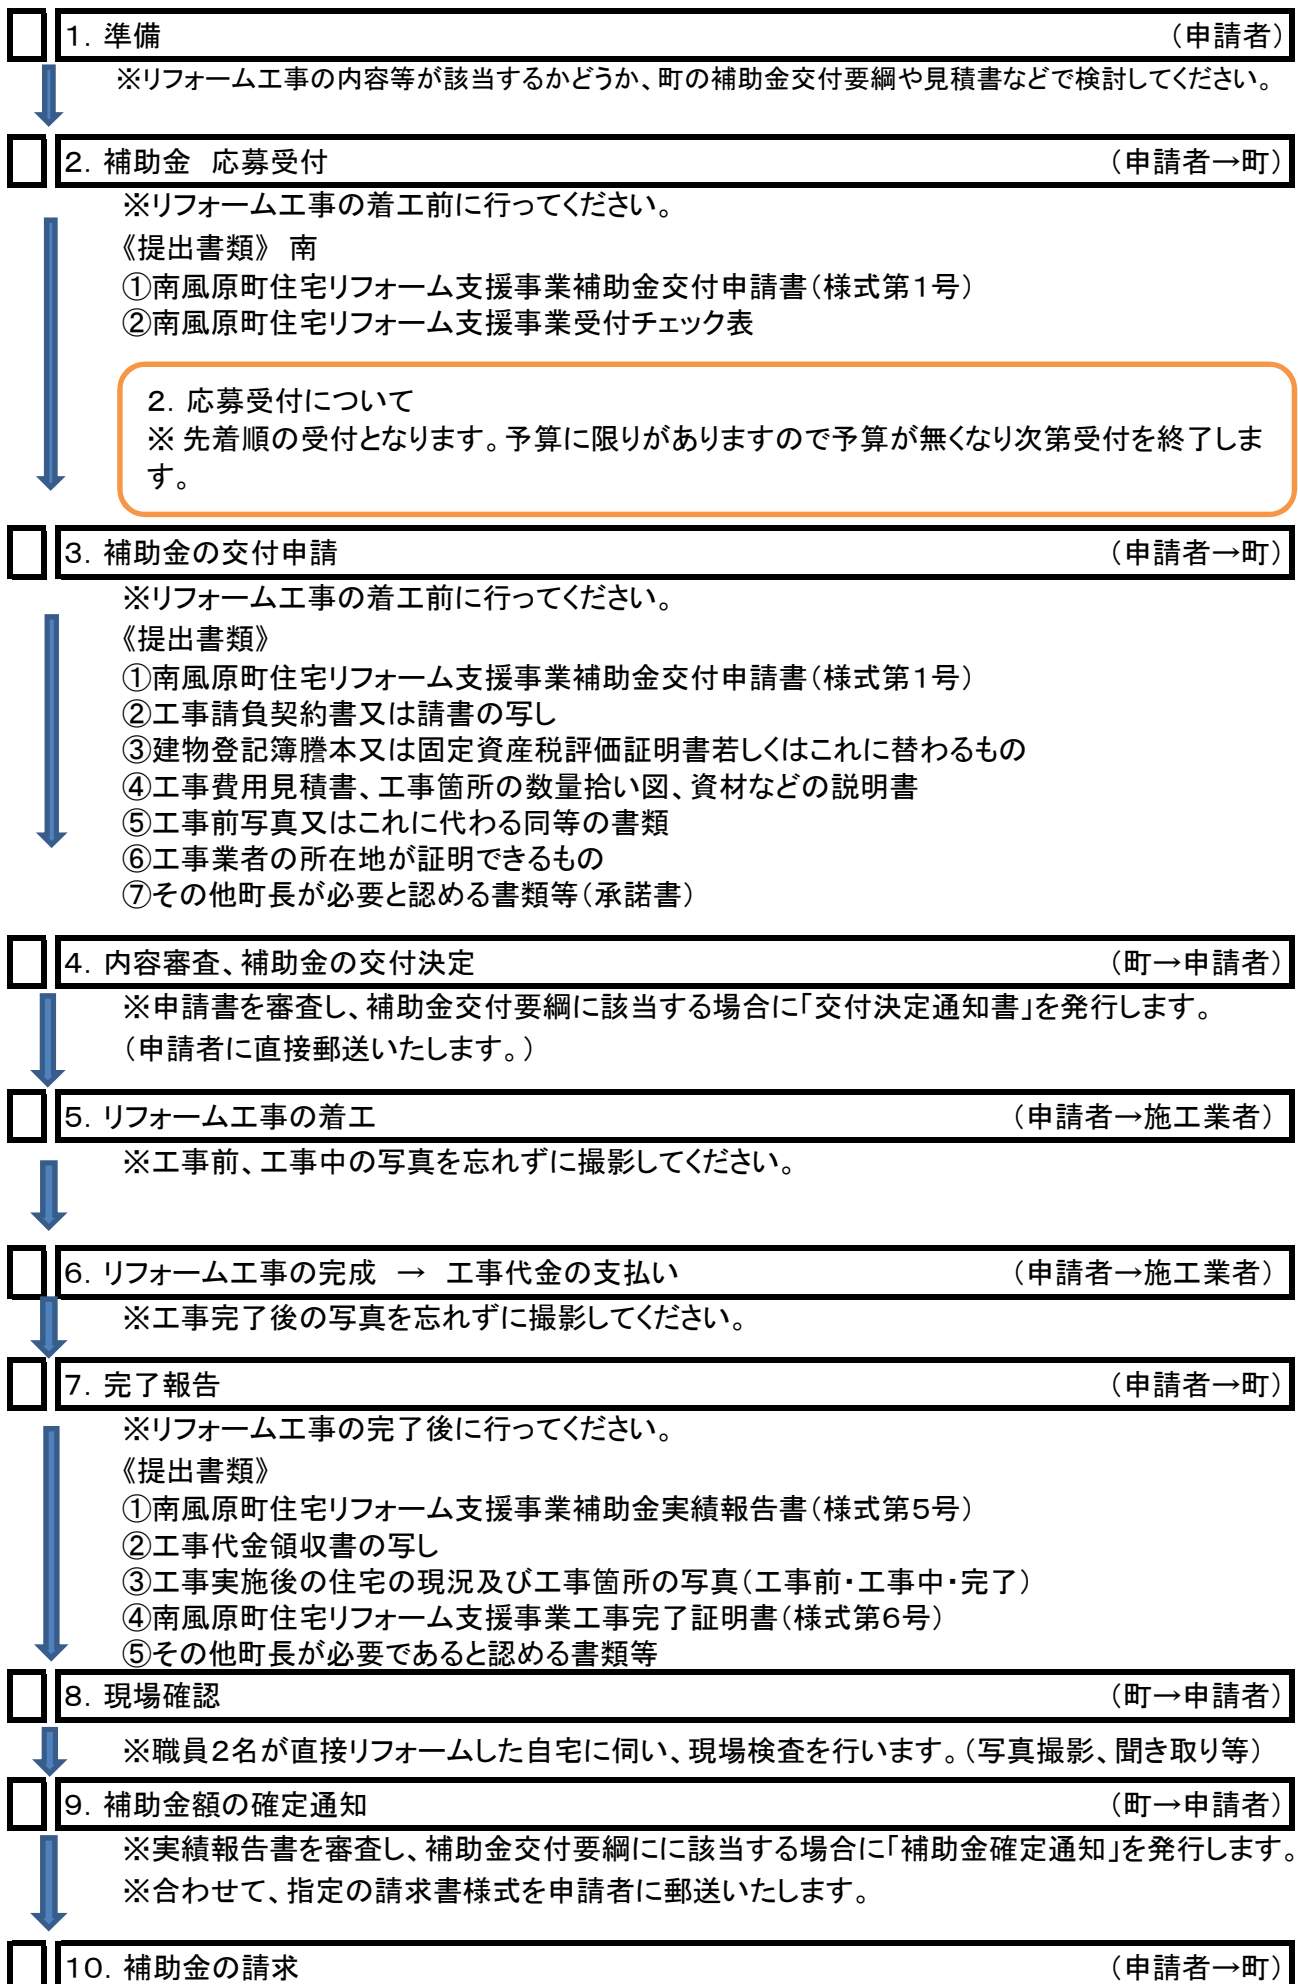 1. 準備 （申請者）
※リフォーム工事の内容等が該当するかどうか、町の補助金交付要綱や見積書などで検討してください。
2. 補助金　応募受付 （申請者→町）
※リフォーム工事の着工前に行ってください。
《提出書類》 南
①南風原町住宅リフォーム支援事業補助金交付申請書（様式第１号）
②南風原町住宅リフォーム支援事業受付チェック表
２．応募受付について
※ 先着順の受付となります。予算に限りがありますので予算が無くなり次第受付を終了しま
す。
3. 補助金の交付申請 （申請者→町）
※リフォーム工事の着工前に行ってください。
《提出書類》
①南風原町住宅リフォーム支援事業補助金交付申請書（様式第１号）
②工事請負契約書又は請書の写し
③建物登記簿謄本又は固定資産税評価証明書若しくはこれに替わるもの
④工事費用見積書、工事箇所の数量拾い図、資材などの説明書
⑤工事前写真又はこれに代わる同等の書類
⑥工事業者の所在地が証明できるもの
⑦その他町長が必要と認める書類等（承諾書）
4. 内容審査、補助金の交付決定 （町→申請者）
※申請書を審査し、補助金交付要綱に該当する場合に「交付決定通知書」を発行します。
（申請者に直接郵送いたします。）
5. リフォーム工事の着工 （申請者→施工業者）
※工事前、工事中の写真を忘れずに撮影してください。
6. リフォーム工事の完成　→　工事代金の支払い （申請者→施工業者）
※工事完了後の写真を忘れずに撮影してください。
7. 完了報告 （申請者→町）
※リフォーム工事の完了後に行ってください。
《提出書類》
①南風原町住宅リフォーム支援事業補助金実績報告書（様式第５号）
②工事代金領収書の写し
③工事実施後の住宅の現況及び工事箇所の写真（工事前・工事中・完了）
④南風原町住宅リフォーム支援事業工事完了証明書（様式第６号）
⑤その他町長が必要であると認める書類等
8. 現場確認 （町→申請者）
※職員２名が直接リフォームした自宅に伺い、現場検査を行います。（写真撮影、聞き取り等）
9. 補助金額の確定通知 （町→申請者）
※実績報告書を審査し、補助金交付要綱にに該当する場合に「補助金確定通知」を発行します。
※合わせて、指定の請求書様式を申請者に郵送いたします。
10. 補助金の請求 （申請者→町）